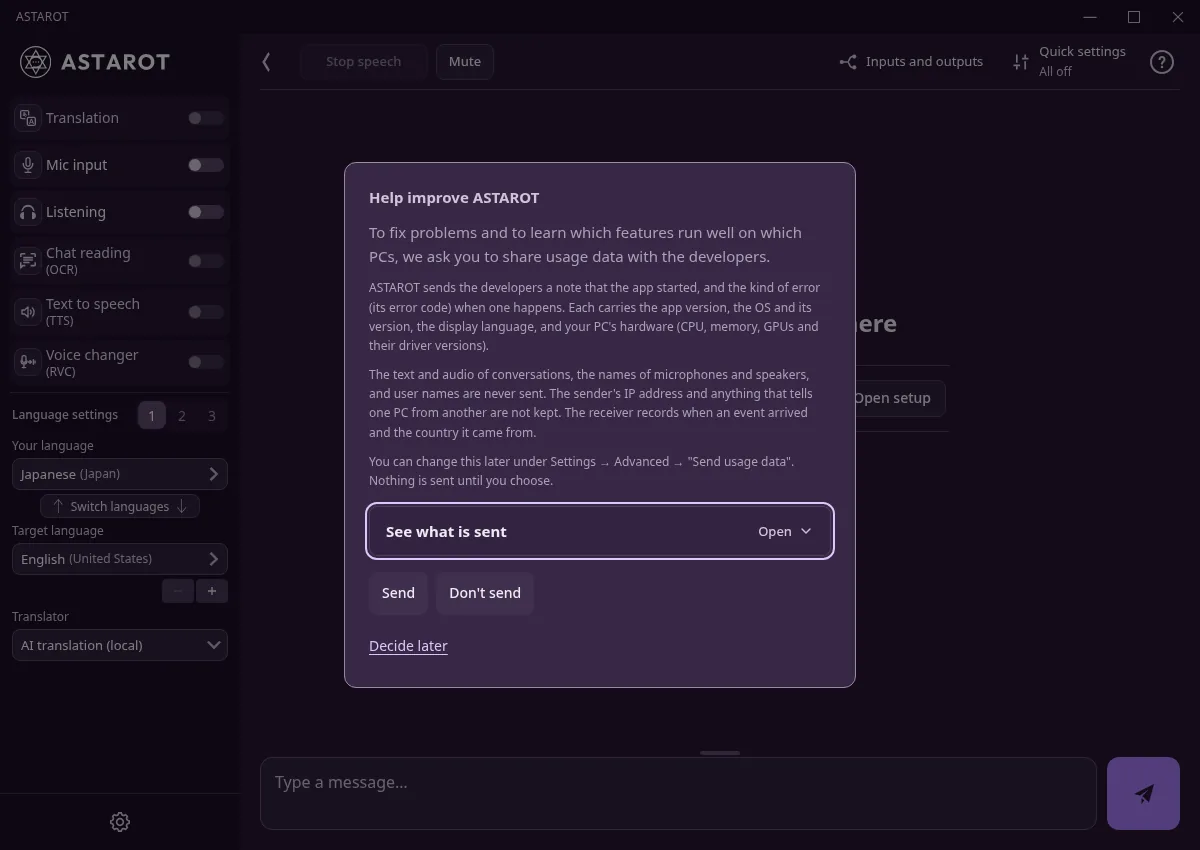 ASTAROT
ASTAROT
Stop speech
Mute
Inputs and outputs
Quick settings
All off
?
Translation
Mic input
Listening
Chat reading
(OCR)
Text to speech
(TTS)
Voice changer
(RVC)
Language settings 1 2 3
Your language
Japanese (Japan)
Switch languages
Target language
English (United States)
− +
Translator
AI translation (local)
Help improve ASTAROT
To fix problems and to learn which features run well on which
PCs, we ask you to share usage data with the developers.
ASTAROT sends the developers a note that the app started, and the kind of error
(its error code) when one happens. Each carries the app version, the OS and its
version, the display language, and your PC's hardware (CPU, memory, GPUs and
their driver versions).
The text and audio of conversations, the names of microphones and speakers,
and user names are never sent. The sender's IP address and anything that tells
one PC from another are not kept. The receiver records when an event arrived
and the country it came from.
You can change this later under Settings → Advanced → "Send usage data".
Nothing is sent until you choose.
See what is sent
Open
Send
Don't send
Decide later
ere
Open setup
Type a message...